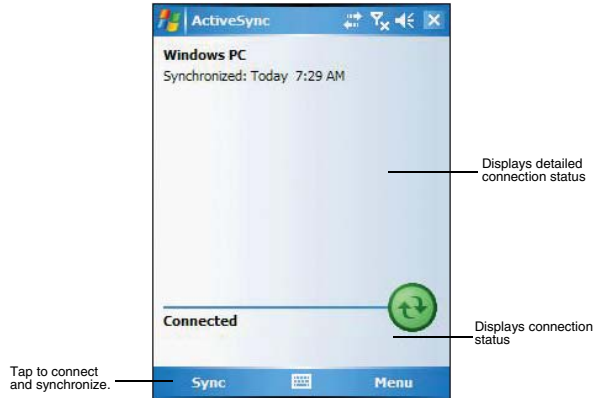 ActiveSync
Windows PC
Synchronized: Today 7:29 AM
Displays detailed
connection status
Connected
Displays connection
status
Tap to connect
and synchronize.
Sync
Menu